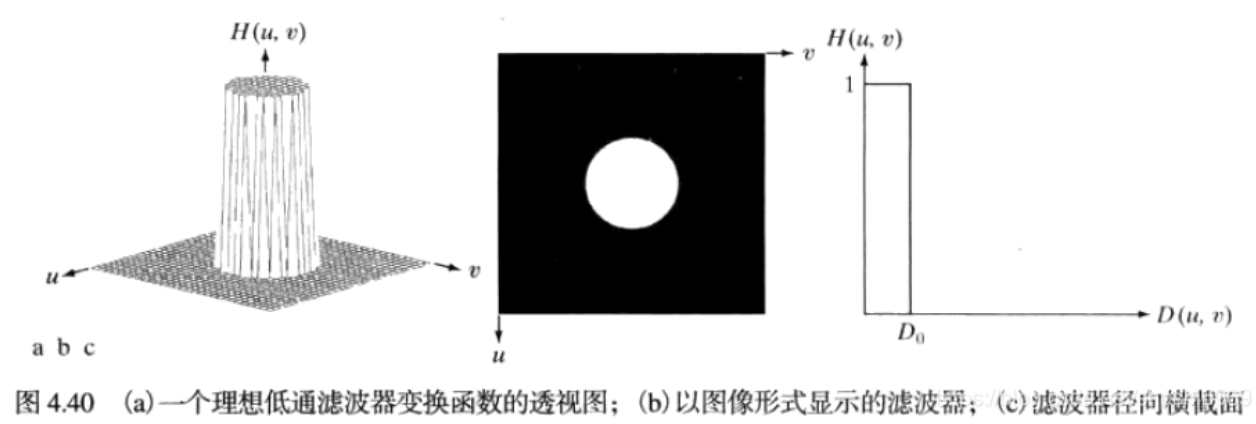 H(u, v)
u
v
a b c
v
u
H(u, v)
1
D₀
D(u, v)
图 4.40 (a)一个理想低通滤波器变换函数的透视图；(b)以图像形式显示的滤波器；(c)滤波器径向横截面